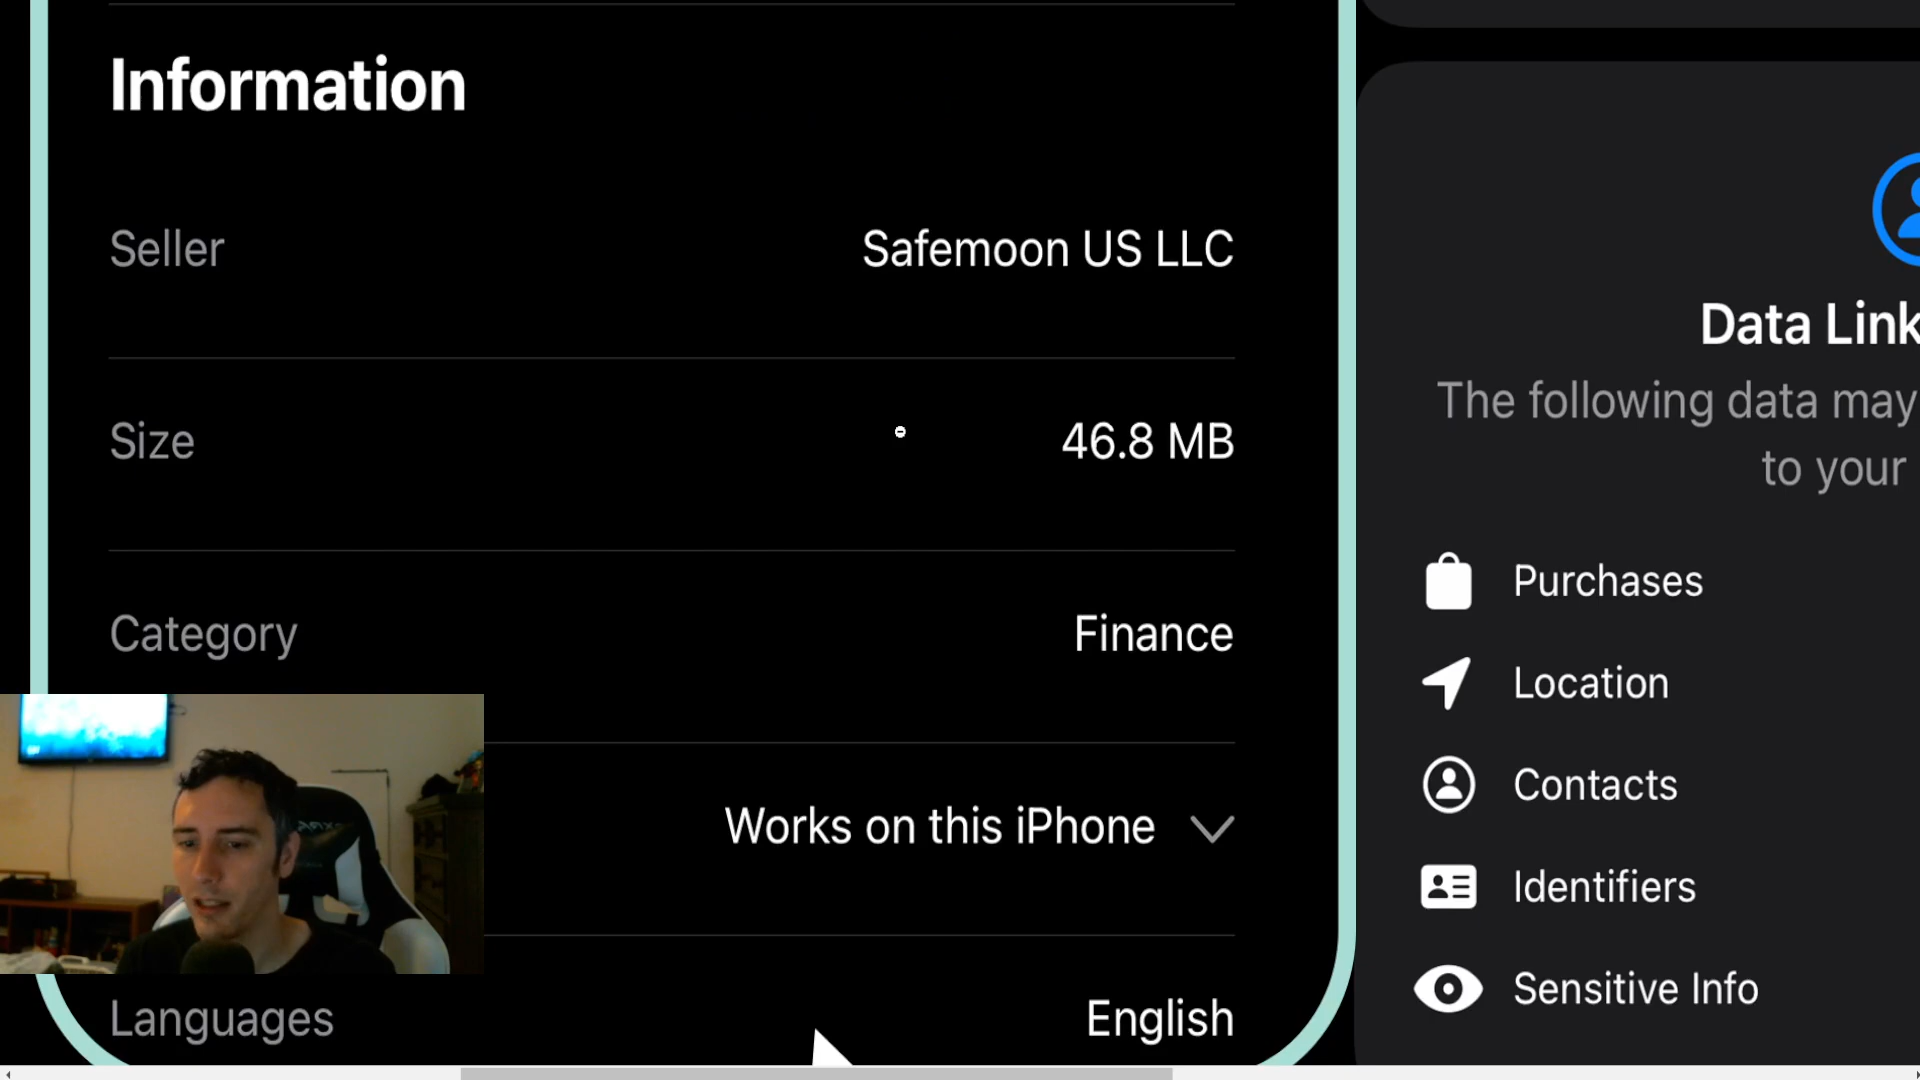 Information
Seller Safemoon US LLC
Size 46.8 MB
Category Finance
Works on this iPhone
Languages English
Data Link
The following data may
to your
Purchases
Location
Contacts
Identifiers
Sensitive Info